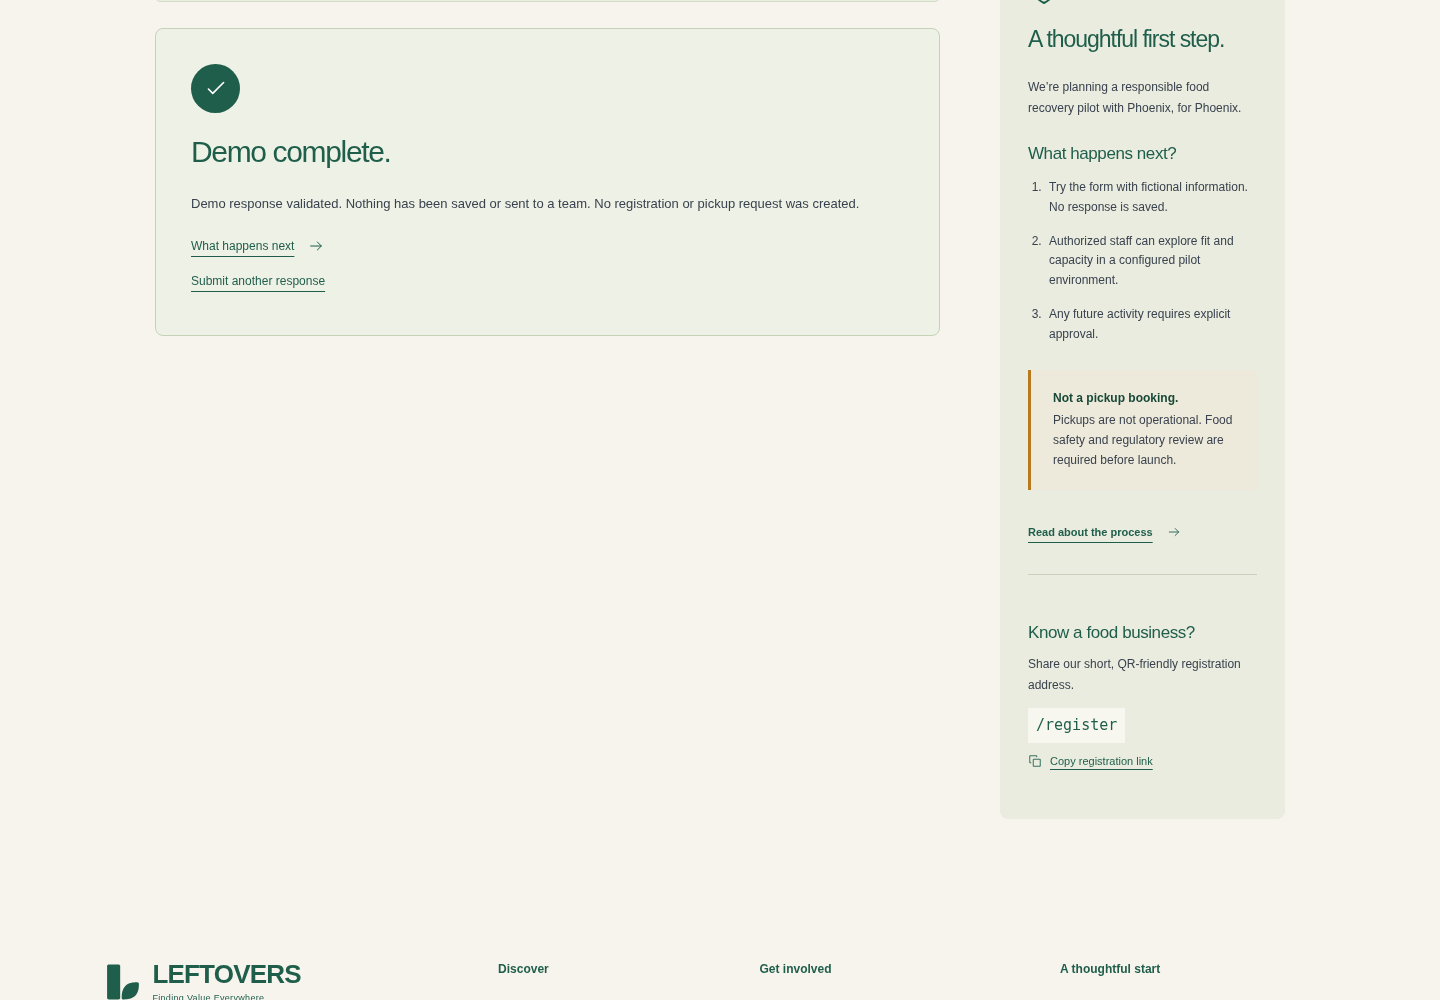 Demo complete.
Demo response validated. Nothing has been saved or sent to a team. No registration or pickup request was created.
What happens next
Submit another response
A thoughtful first step.
We're planning a responsible food
recovery pilot with Phoenix, for Phoenix.
What happens next?
1. Try the form with fictional information.
No response is saved.
2. Authorized staff can explore fit and
capacity in a configured pilot
environment.
3. Any future activity requires explicit
approval.
Not a pickup booking.
Pickups are not operational. Food
safety and regulatory review are
required before launch.
Read about the process
Know a food business?
Share our short, QR-friendly registration
address.
/register
Copy registration link
LEFTOVERS
Finding Value Everywhere
Discover
Get involved
A thoughtful start